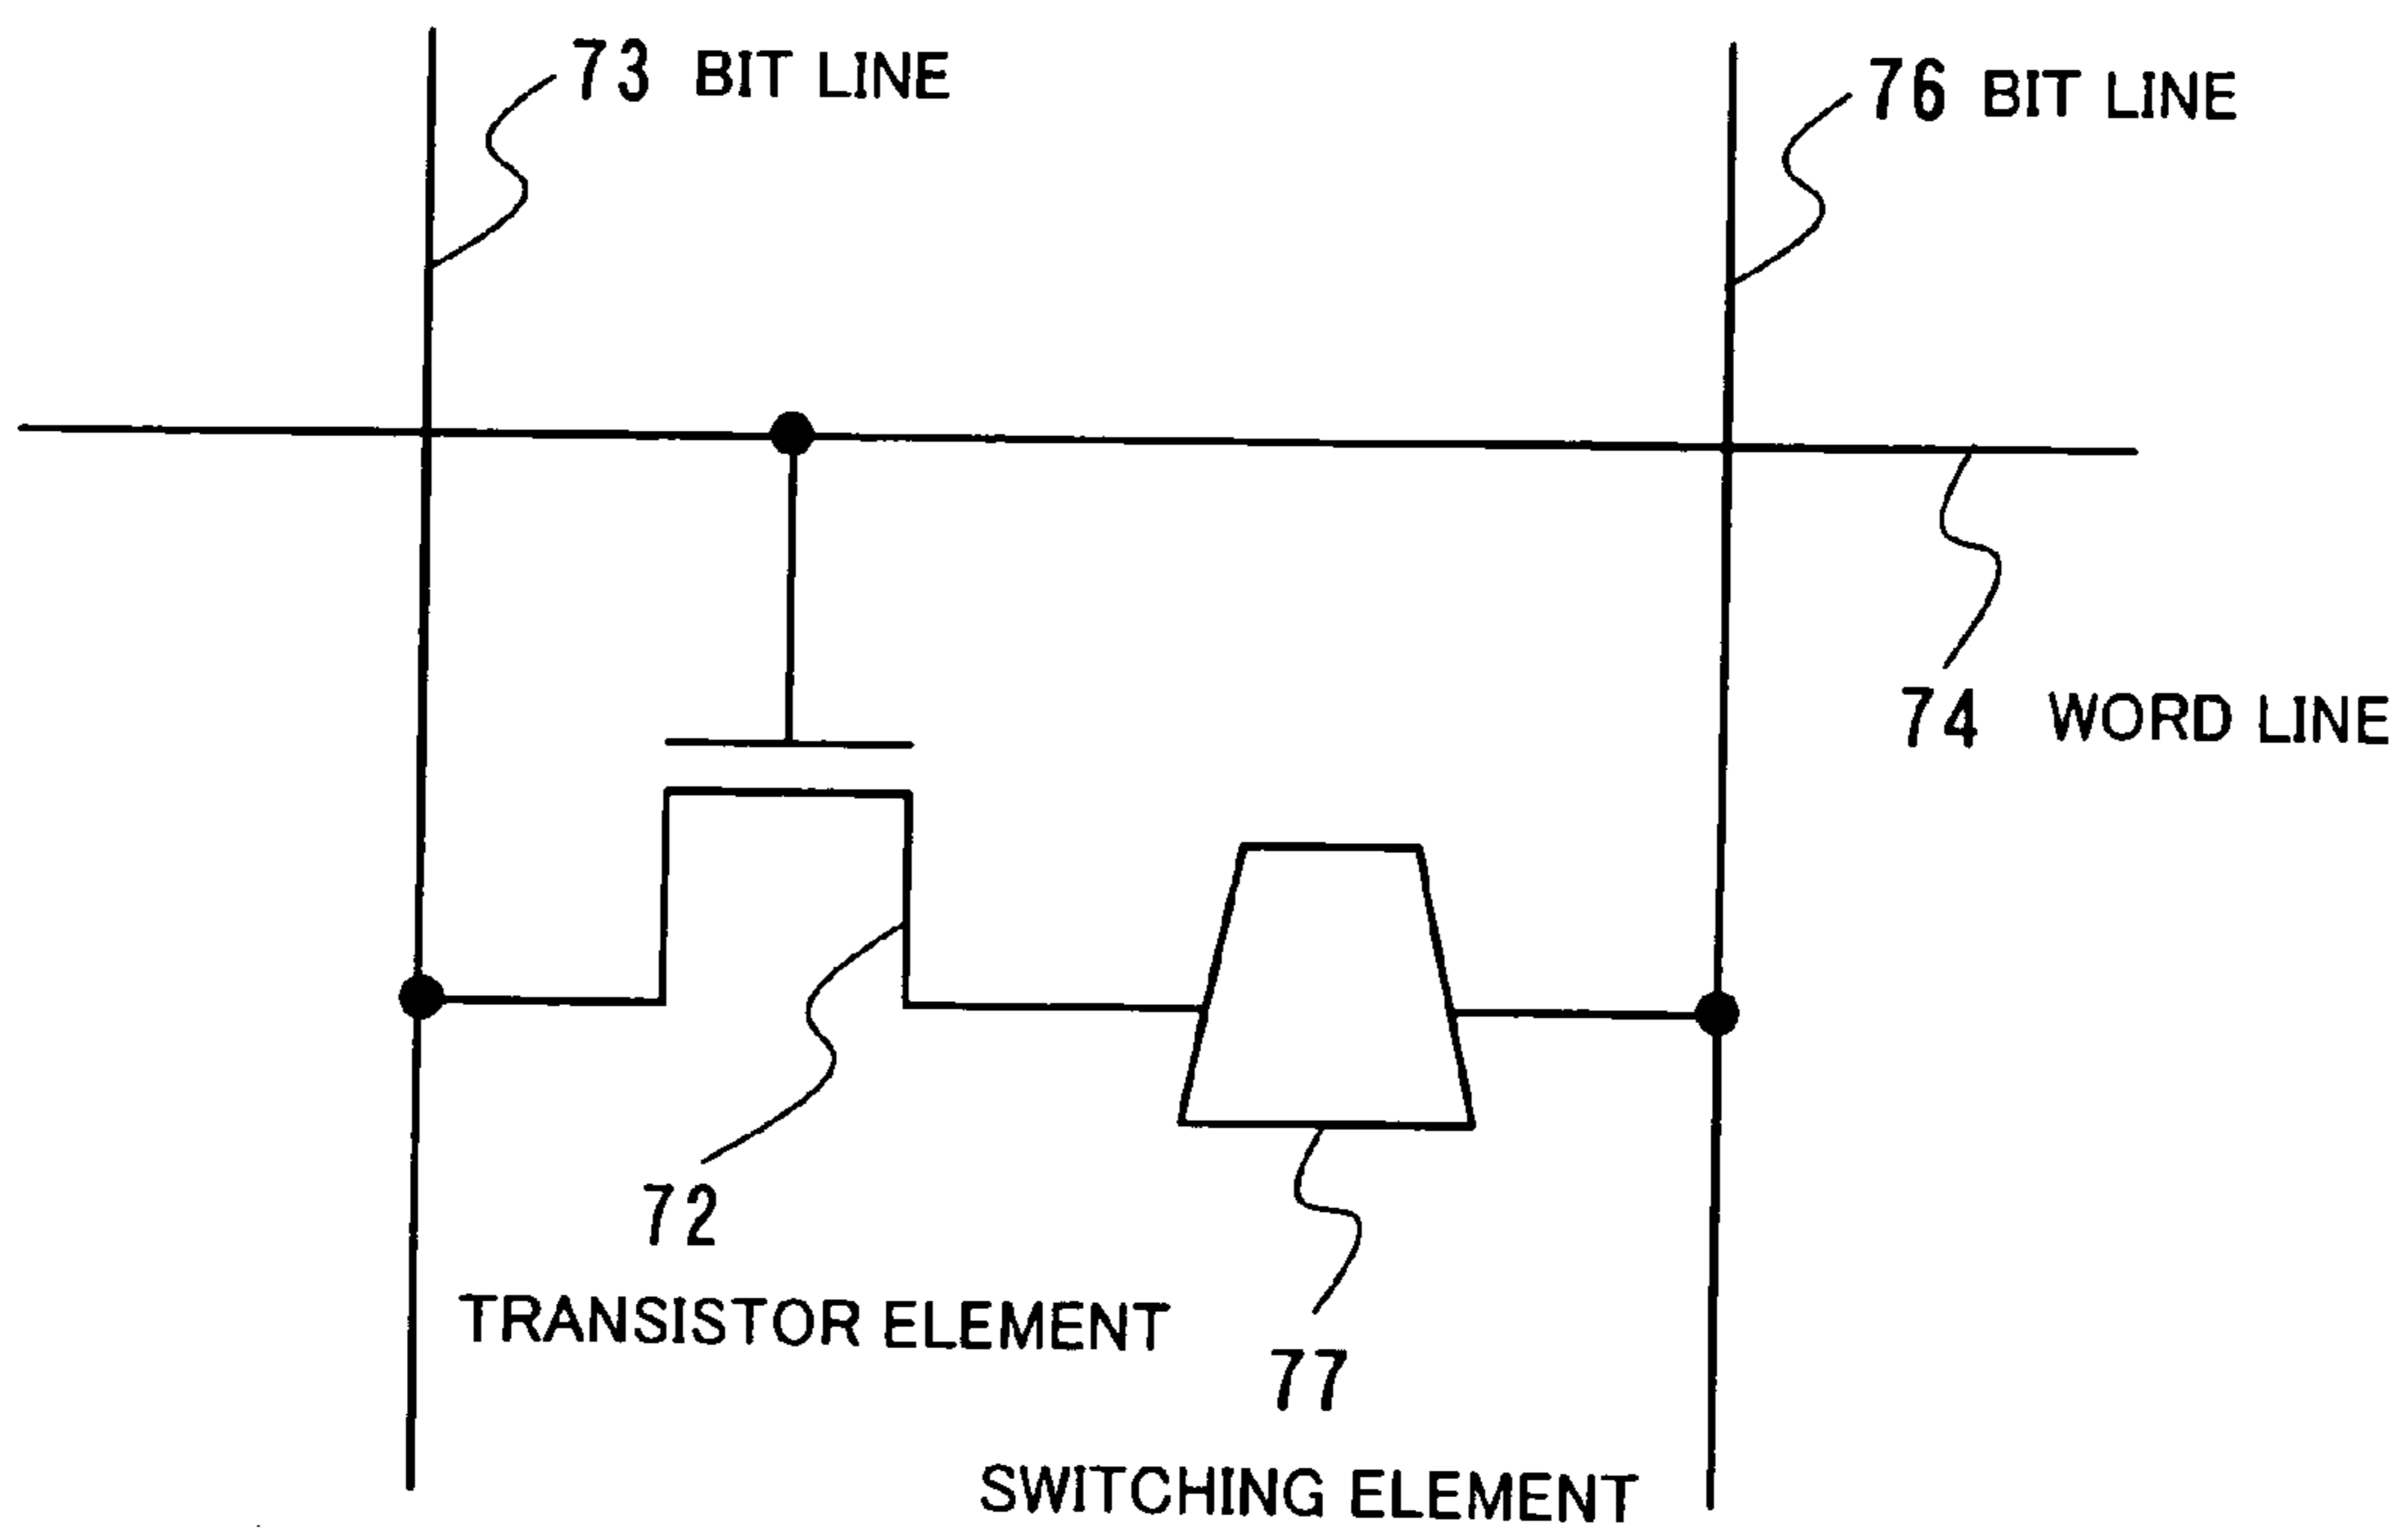 73 BIT LINE
76 BIT LINE
74 WORD LINE
72
TRANSISTOR ELEMENT
77
SWITCHING ELEMENT